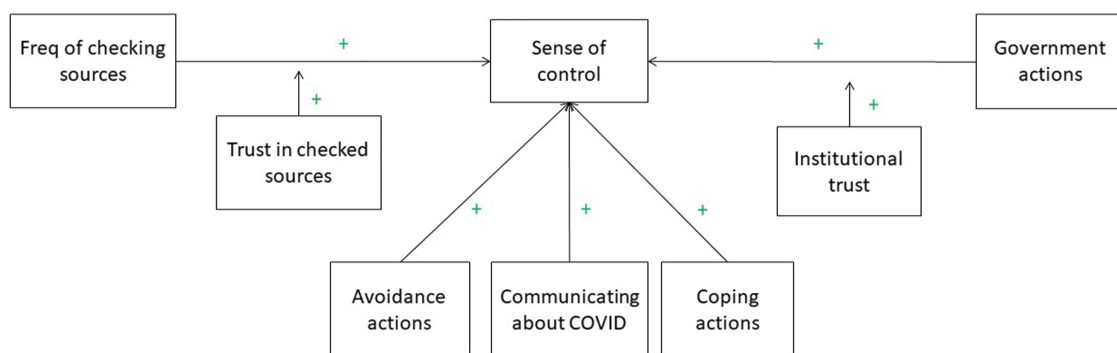 Freq of checking
sources
+
Sense of
control
+
Government
actions
+
Trust in checked
sources
+
Institutional
trust
+
+
+
Avoidance
actions
Communicating
about COVID
Coping
actions